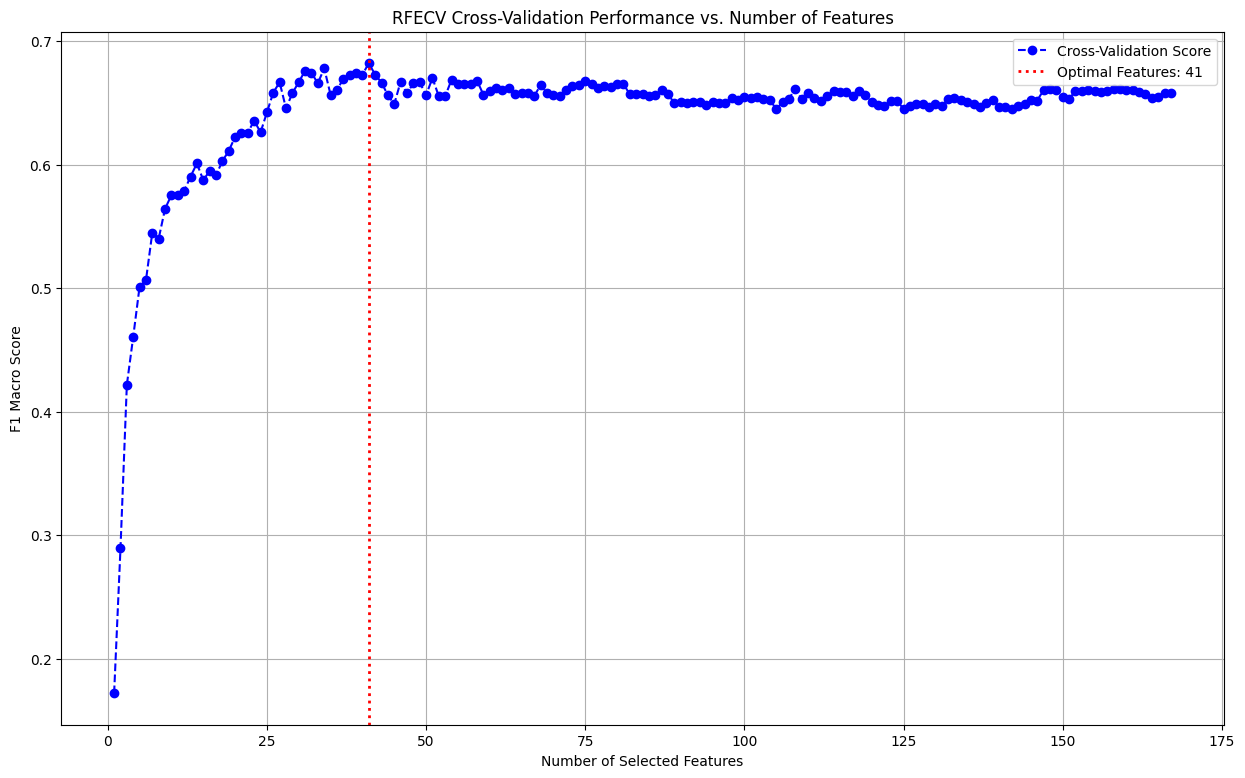 RFECV Cross-Validation Performance vs. Number of Features
Cross-Validation Score
Optimal Features: 41
F1 Macro Score
0.7
0.6
0.5
0.4
0.3
0.2
0 25 50 75 100 125 150 175
Number of Selected Features